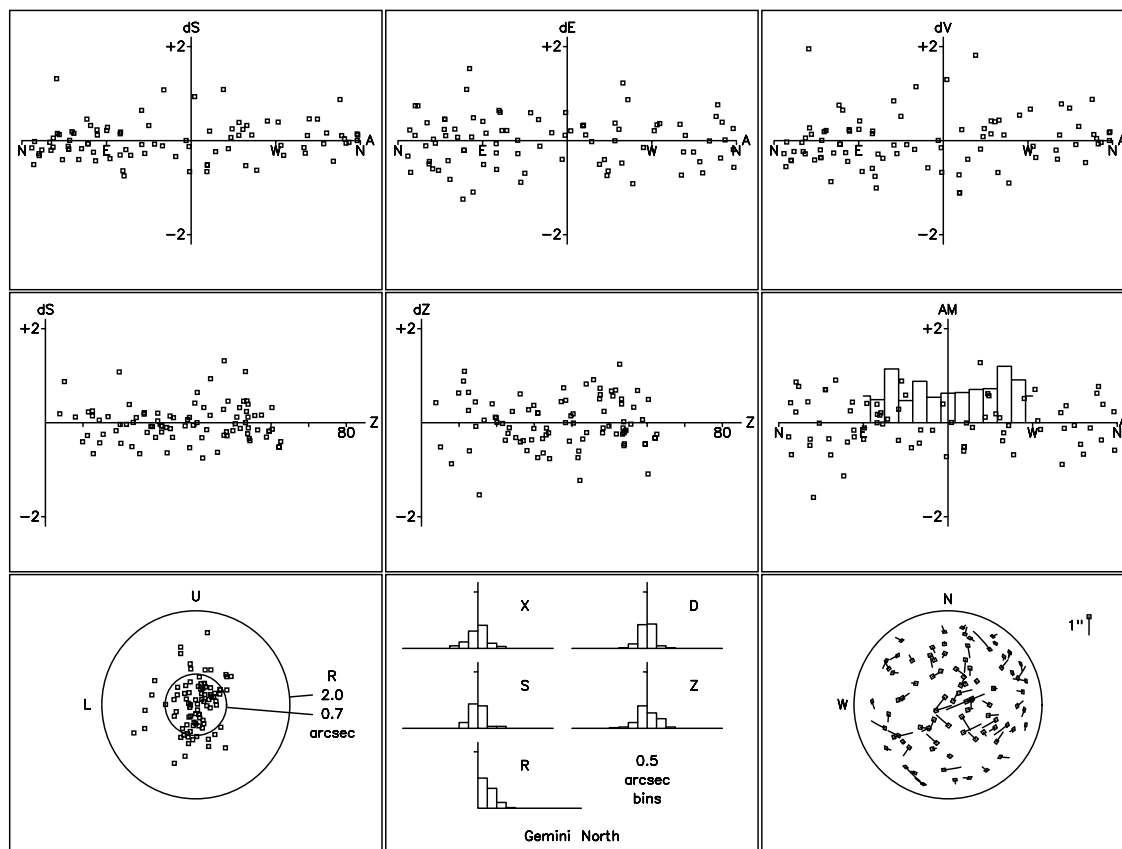 dS
+2
N E W N A
-2
dE
+2
N E W N A
-2
dV
+2
N E W N A
-2
dS
+2
80 Z
-2
dZ
+2
80 Z
-2
AM
+2
N W N A
-2
U
L
R
2.0
0.7
arcsec
X D
S Z
R
0.5
arcsec
bins
Gemini North
N
1"
W